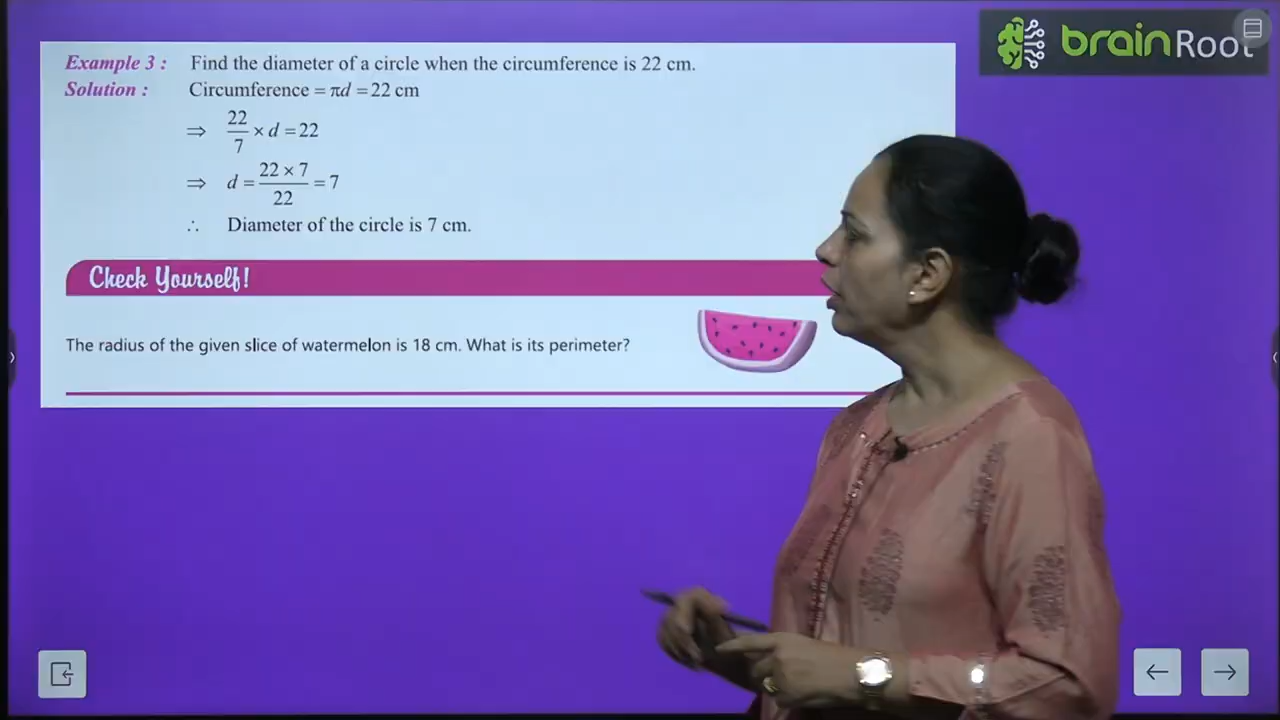 brainRoot
Example 3 : Find the diameter of a circle when the circumference is 22 cm.
Solution : Circumference = πd = 22 cm
⇒ 22/7 × d = 22
⇒ d = 22 × 7/22 = 7
∴ Diameter of the circle is 7 cm.
Check Yourself!
The radius of the given slice of watermelon is 18 cm. What is its perimeter?